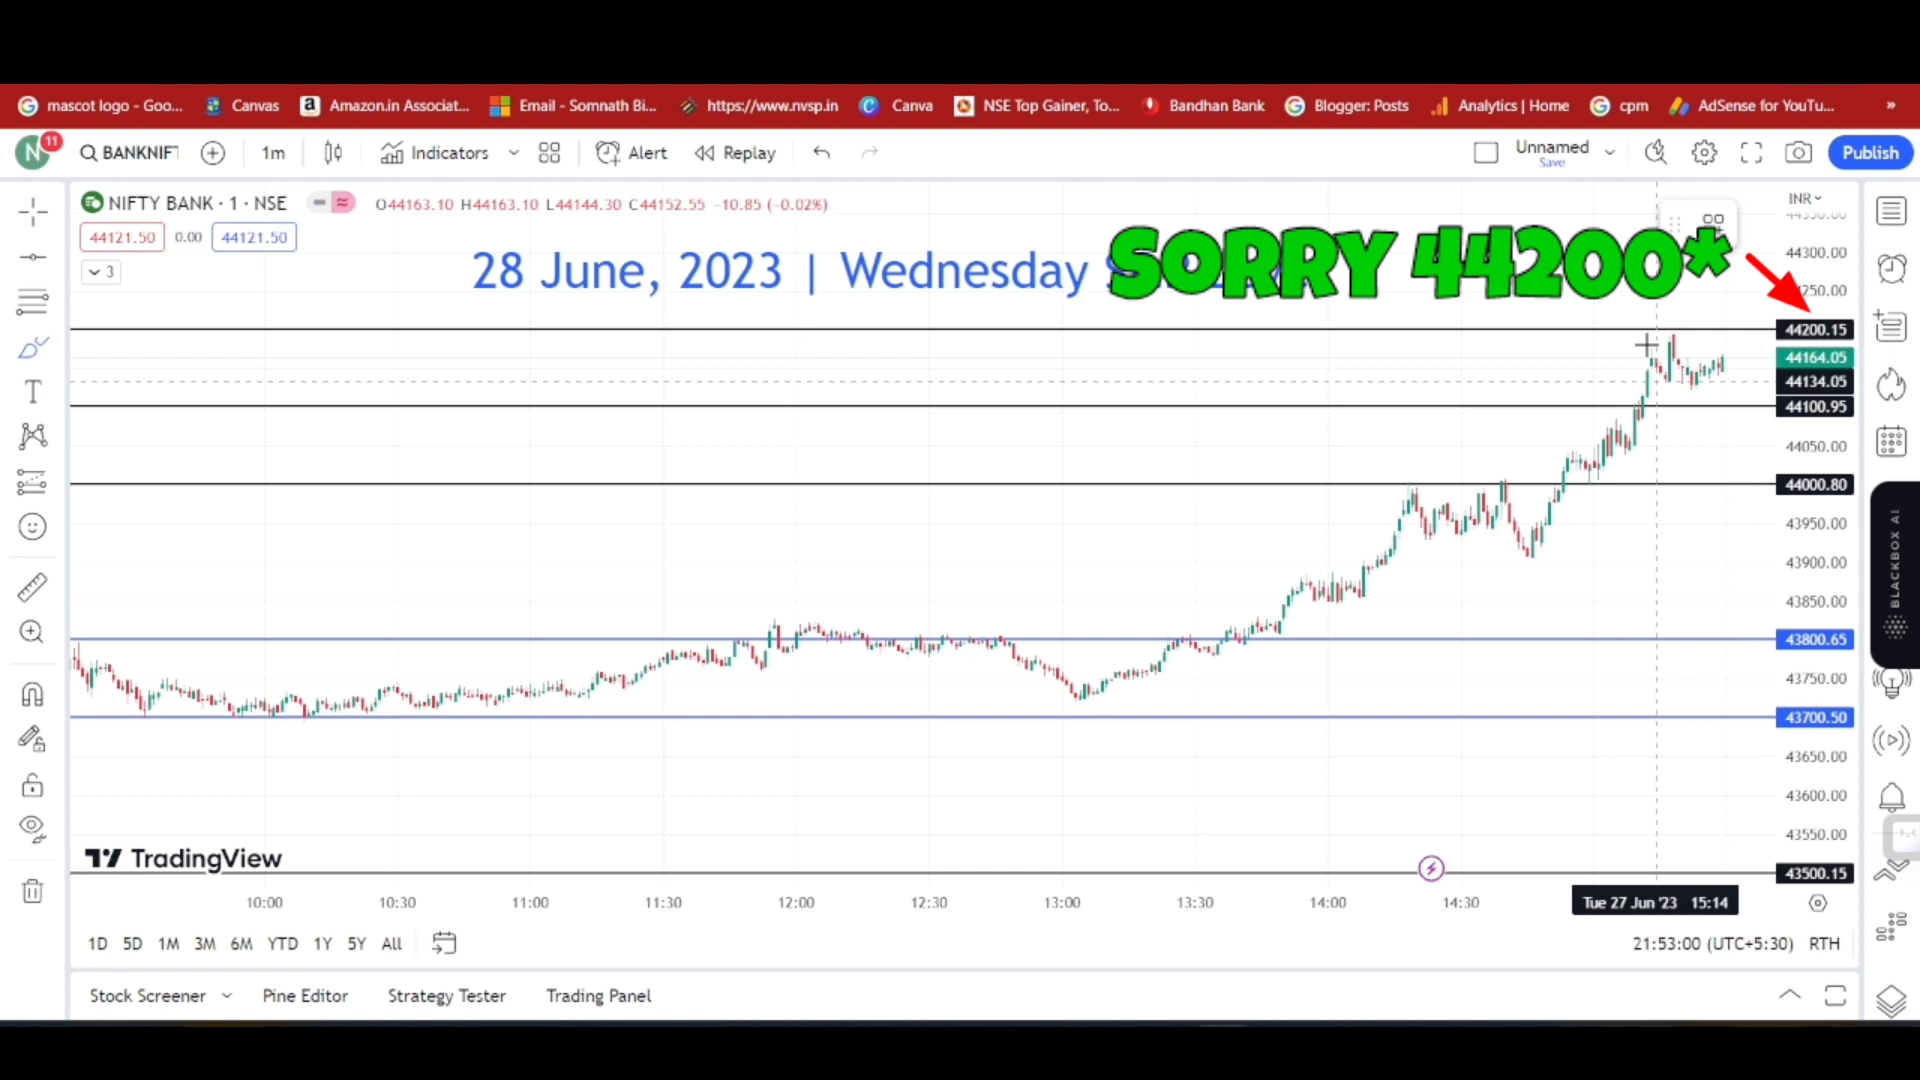 mascot logo - Goo... Canvas Amazon.in Associat... Email - Somnath Bi... https://www.nvsp.in Canva NSE Top Gainer, To... Bandhan Bank Blogger: Posts Analytics | Home cpm AdSense for YouTu... »
N 11 BANKNIF 1m Indicators Alert Replay Unnamed Save Publish
NIFTY BANK · 1 · NSE O44163.10 H44163.10 L44144.30 C44152.55 −10.85 (−0.02%) INR
44121.50 0.00 44121.50
3
28 June, 2023 | Wednesday
SORRY 44200*
44300.00
44200.15
44164.05
44134.05
44100.95
44050.00
44000.80
43950.00
43900.00
43850.00
43800.65
43750.00
43700.50
43650.00
43600.00
43550.00
43500.15
BLACKBOX AI
TradingView
10:00 10:30 11:00 11:30 12:00 12:30 13:00 13:30 14:00 14:30 Tue 27 Jun '23 15:14
1D 5D 1M 3M 6M YTD 1Y 5Y All 21:53:00 (UTC+5:30) RTH
Stock Screener Pine Editor Strategy Tester Trading Panel